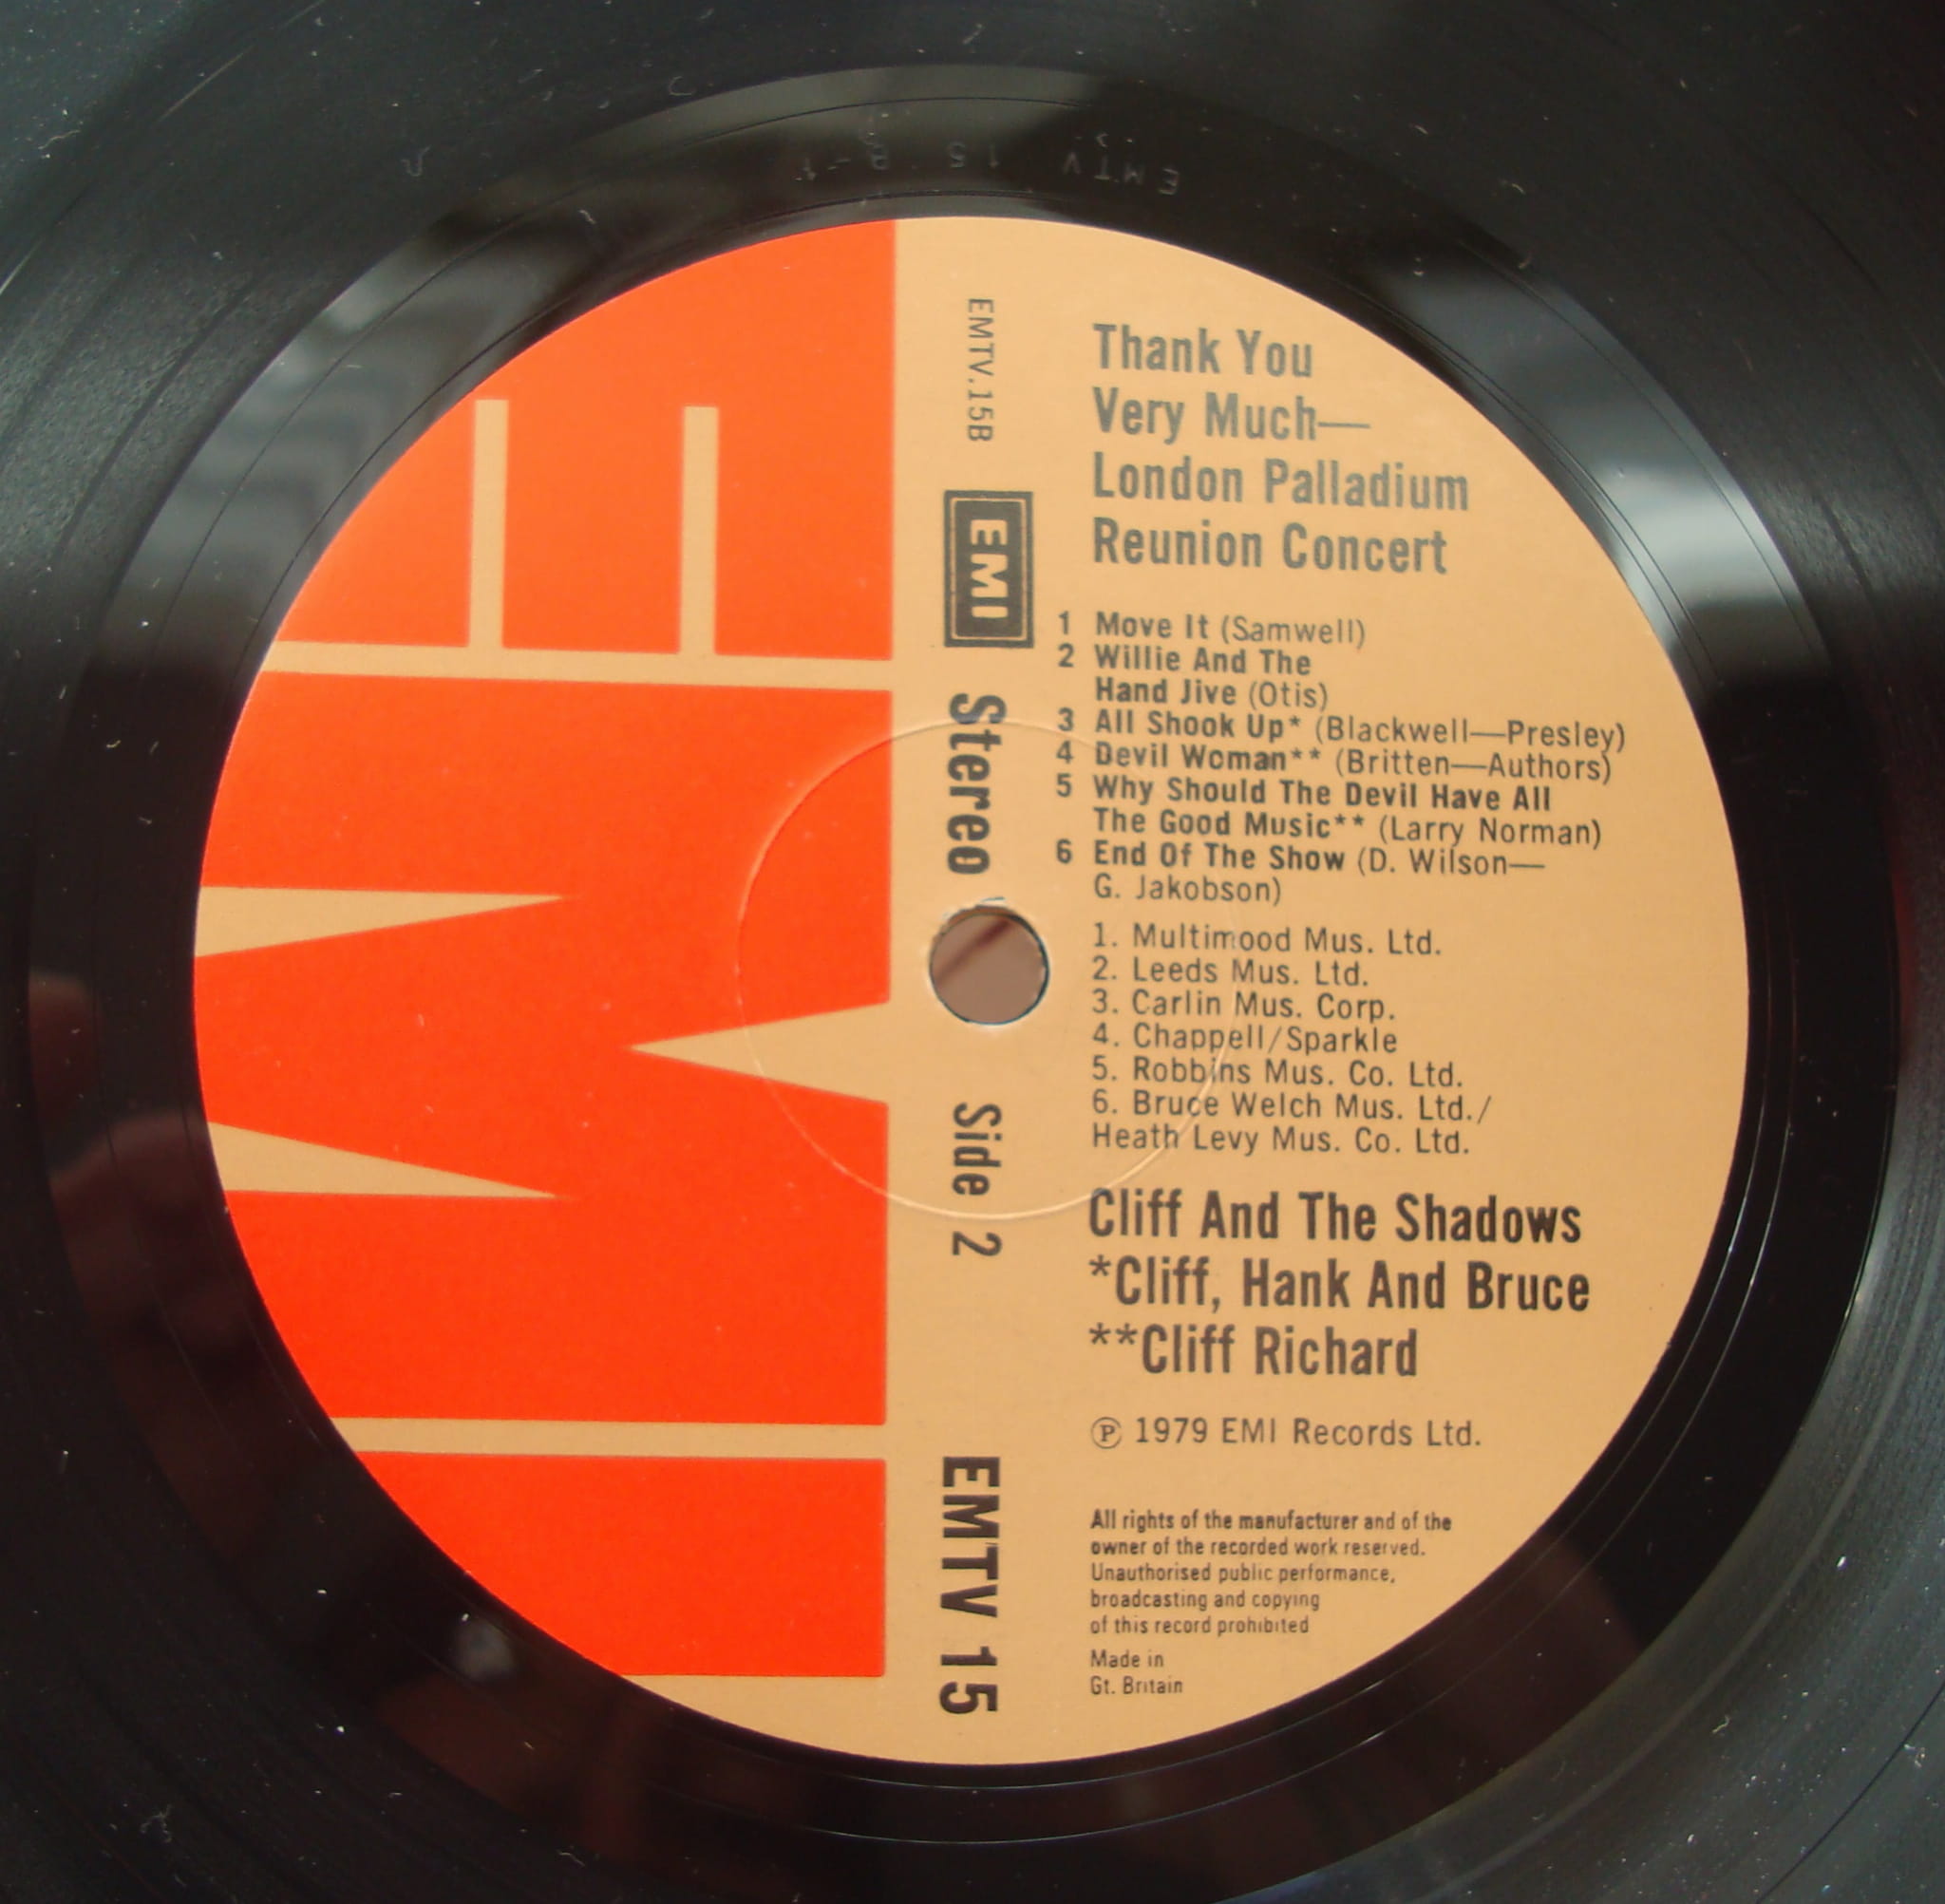 EMTV 15 B-1
Thank You
Very Much—
London Palladium
Reunion Concert
1 Move It (Samwell)
2 Willie And The
Hand Jive (Otis)
3 All Shook Up* (Blackwell—Presley)
4 Devil Woman** (Britten—Authors)
5 Why Should The Devil Have All
The Good Music** (Larry Norman)
6 End Of The Show (D. Wilson—
G. Jakobson)
1. Multimood Mus. Ltd.
2. Leeds Mus. Ltd.
3. Carlin Mus. Corp.
4. Chappell/Sparkle
5. Robbins Mus. Co. Ltd.
6. Bruce Welch Mus. Ltd./
Heath Levy Mus. Co. Ltd.
Cliff And The Shadows
*Cliff, Hank And Bruce
**Cliff Richard
℗ 1979 EMI Records Ltd.
All rights of the manufacturer and of the
owner of the recorded work reserved.
Unauthorised public performance,
broadcasting and copying
of this record prohibited
Made in
Gt. Britain
EMTV.15B
EMI
Stereo
Side 2
EMTV 15
EMI